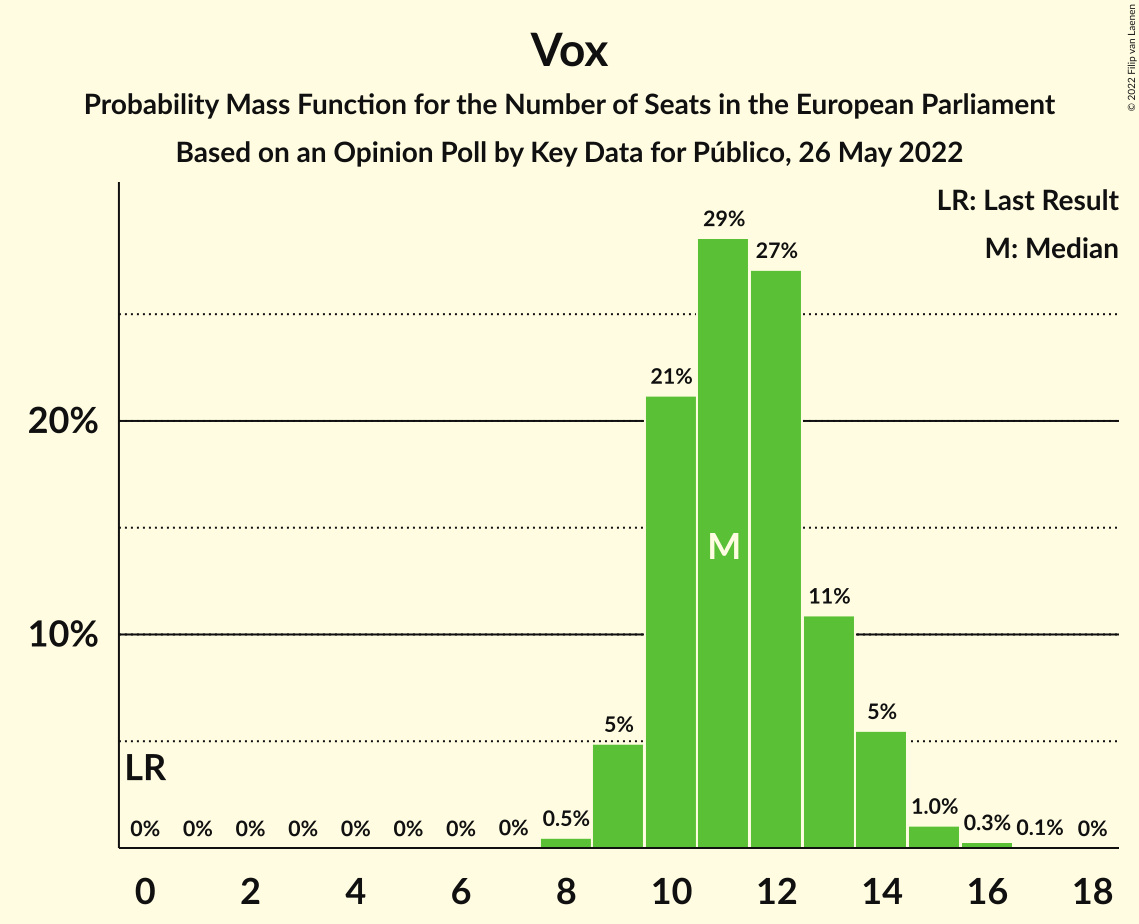 © 2022 Filip van Laenen
Vox
Probability Mass Function for the Number of Seats in the European Parliament
Based on an Opinion Poll by Key Data for Público, 26 May 2022
LR: Last Result
M: Median
29%
27%
21%
20%
M
11%
10%
5%
5%
LR
0% 0% 0% 0% 0% 0% 0% 0% 0.5% 1.0% 0.3% 0.1% 0%
0 2 4 6 8 10 12 14 16 18